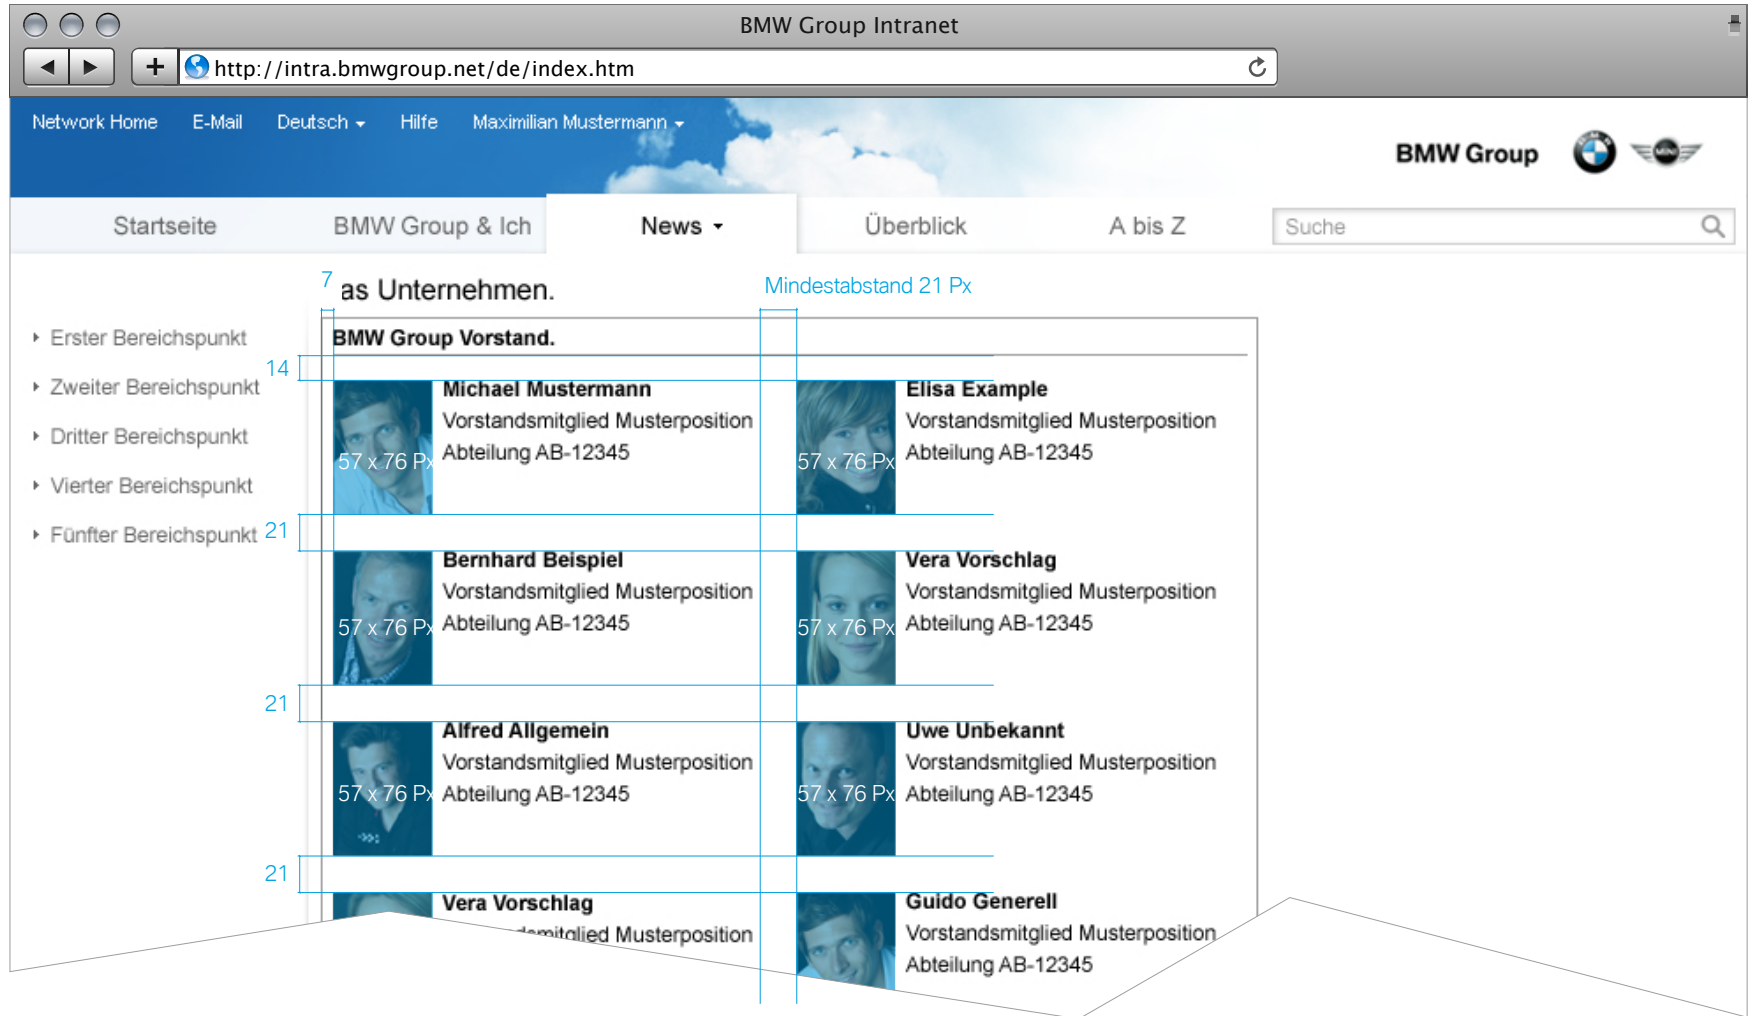 BMW Group Intranet
http://intra.bmwgroup.net/de/index.htm
Network Home E-Mail Deutsch Hilfe Maximilian Mustermann
BMW Group
MINI
Startseite BMW Group & Ich News Überblick A bis Z Suche
7 as Unternehmen. Mindestabstand 21 Px
Erster Bereichspunkt
Zweiter Bereichspunkt
Dritter Bereichspunkt
Vierter Bereichspunkt
Fünfter Bereichspunkt
BMW Group Vorstand.
14
Michael Mustermann
Vorstandsmitglied Musterposition
Abteilung AB-12345
57 x 76 Px
Elisa Example
Vorstandsmitglied Musterposition
Abteilung AB-12345
57 x 76 Px
21
Bernhard Beispiel
Vorstandsmitglied Musterposition
Abteilung AB-12345
57 x 76 Px
Vera Vorschlag
Vorstandsmitglied Musterposition
Abteilung AB-12345
57 x 76 Px
21
Alfred Allgemein
Vorstandsmitglied Musterposition
Abteilung AB-12345
57 x 76 Px
Uwe Unbekannt
Vorstandsmitglied Musterposition
Abteilung AB-12345
57 x 76 Px
21
Vera Vorschlag
Musterposition
Guido Generell
Vorstandsmitglied Musterposition
Abteilung AB-12345